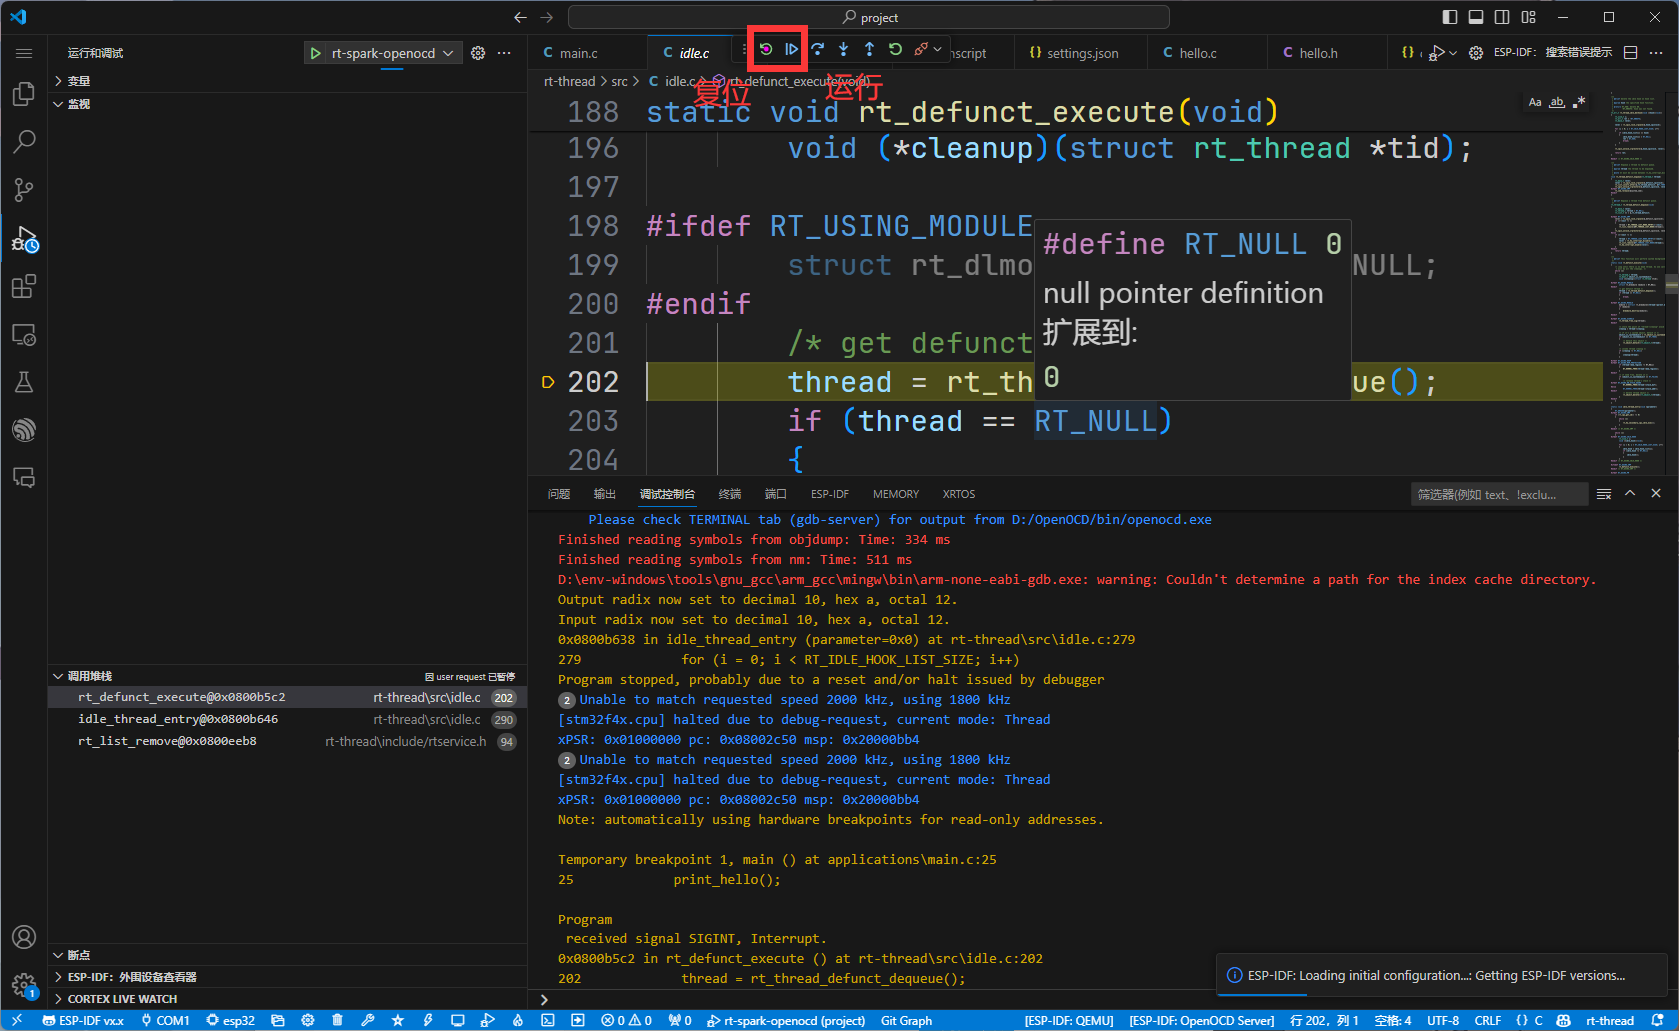 project
运行和调试
rt-spark-openocd
变量
监视
main.c
idle.c
settings.json
hello.c
hello.h
ESP-IDF: 搜索错误提示
rt-thread > src > C idle.c > rt_defunct_execute(void)
复位
运行
188 static void rt_defunct_execute(void)
Aa ab
196 void (*cleanup)(struct rt_thread *tid);
197
198 #ifdef RT_USING_MODULE
199 struct rt_dlmo NULL;
200 #endif
201 /* get defunct
202 thread = rt_th ue();
203 if (thread == RT_NULL)
204 {
#define RT_NULL 0
null pointer definition
扩展到:
0
问题 输出 调试控制台 终端 端口 ESP-IDF MEMORY XRTOS
筛选器(例如 text、!exclu...
Please check TERMINAL tab (gdb-server) for output from D:/OpenOCD/bin/openocd.exe
Finished reading symbols from objdump: Time: 334 ms
Finished reading symbols from nm: Time: 511 ms
D:\env-windows\tools\gnu_gcc\arm_gcc\mingw\bin\arm-none-eabi-gdb.exe: warning: Couldn't determine a path for the index cache directory.
Output radix now set to decimal 10, hex a, octal 12.
Input radix now set to decimal 10, hex a, octal 12.
0x0800b638 in idle_thread_entry (parameter=0x0) at rt-thread\src\idle.c:279
279 for (i = 0; i < RT_IDLE_HOOK_LIST_SIZE; i++)
Program stopped, probably due to a reset and/or halt issued by debugger
2 Unable to match requested speed 2000 kHz, using 1800 kHz
[stm32f4x.cpu] halted due to debug-request, current mode: Thread
xPSR: 0x01000000 pc: 0x08002c50 msp: 0x20000bb4
2 Unable to match requested speed 2000 kHz, using 1800 kHz
[stm32f4x.cpu] halted due to debug-request, current mode: Thread
xPSR: 0x01000000 pc: 0x08002c50 msp: 0x20000bb4
Note: automatically using hardware breakpoints for read-only addresses.
Temporary breakpoint 1, main () at applications\main.c:25
25 print_hello();
Program
received signal SIGINT, Interrupt.
0x0800b5c2 in rt_defunct_execute () at rt-thread\src\idle.c:202
202 thread = rt_thread_defunct_dequeue();
调用堆栈
因 user request 已暂停
rt_defunct_execute@0x0800b5c2 rt-thread\src\idle.c 202
idle_thread_entry@0x0800b646 rt-thread\src\idle.c 290
rt_list_remove@0x0800eeb8 rt-thread\include/rtservice.h 94
断点
ESP-IDF: 外围设备查看器
CORTEX LIVE WATCH
1
ESP-IDF: Loading initial configuration...: Getting ESP-IDF versions...
ESP-IDF vx.x COM1 esp32 0 0 0 rt-spark-openocd (project) Git Graph [ESP-IDF: QEMU] [ESP-IDF: OpenOCD Server] 行 202，列 1 空格: 4 UTF-8 CRLF {} C rt-thread